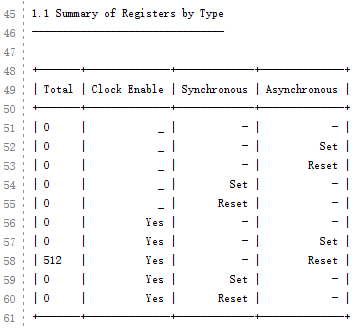 45 1.1 Summary of Registers by Type
46 ------------------------------
47
48 +-------+--------------+-------------+--------------+
49 | Total | Clock Enable | Synchronous | Asynchronous |
50 +-------+--------------+-------------+--------------+
51 | 0     |            _ |           - |            - |
52 | 0     |            _ |           - |          Set |
53 | 0     |            _ |           - |        Reset |
54 | 0     |            _ |         Set |            - |
55 | 0     |            _ |       Reset |            - |
56 | 0     |          Yes |           - |            - |
57 | 0     |          Yes |           - |          Set |
58 | 512   |          Yes |           - |        Reset |
59 | 0     |          Yes |         Set |            - |
60 | 0     |          Yes |       Reset |            - |
61 +-------+--------------+-------------+--------------+